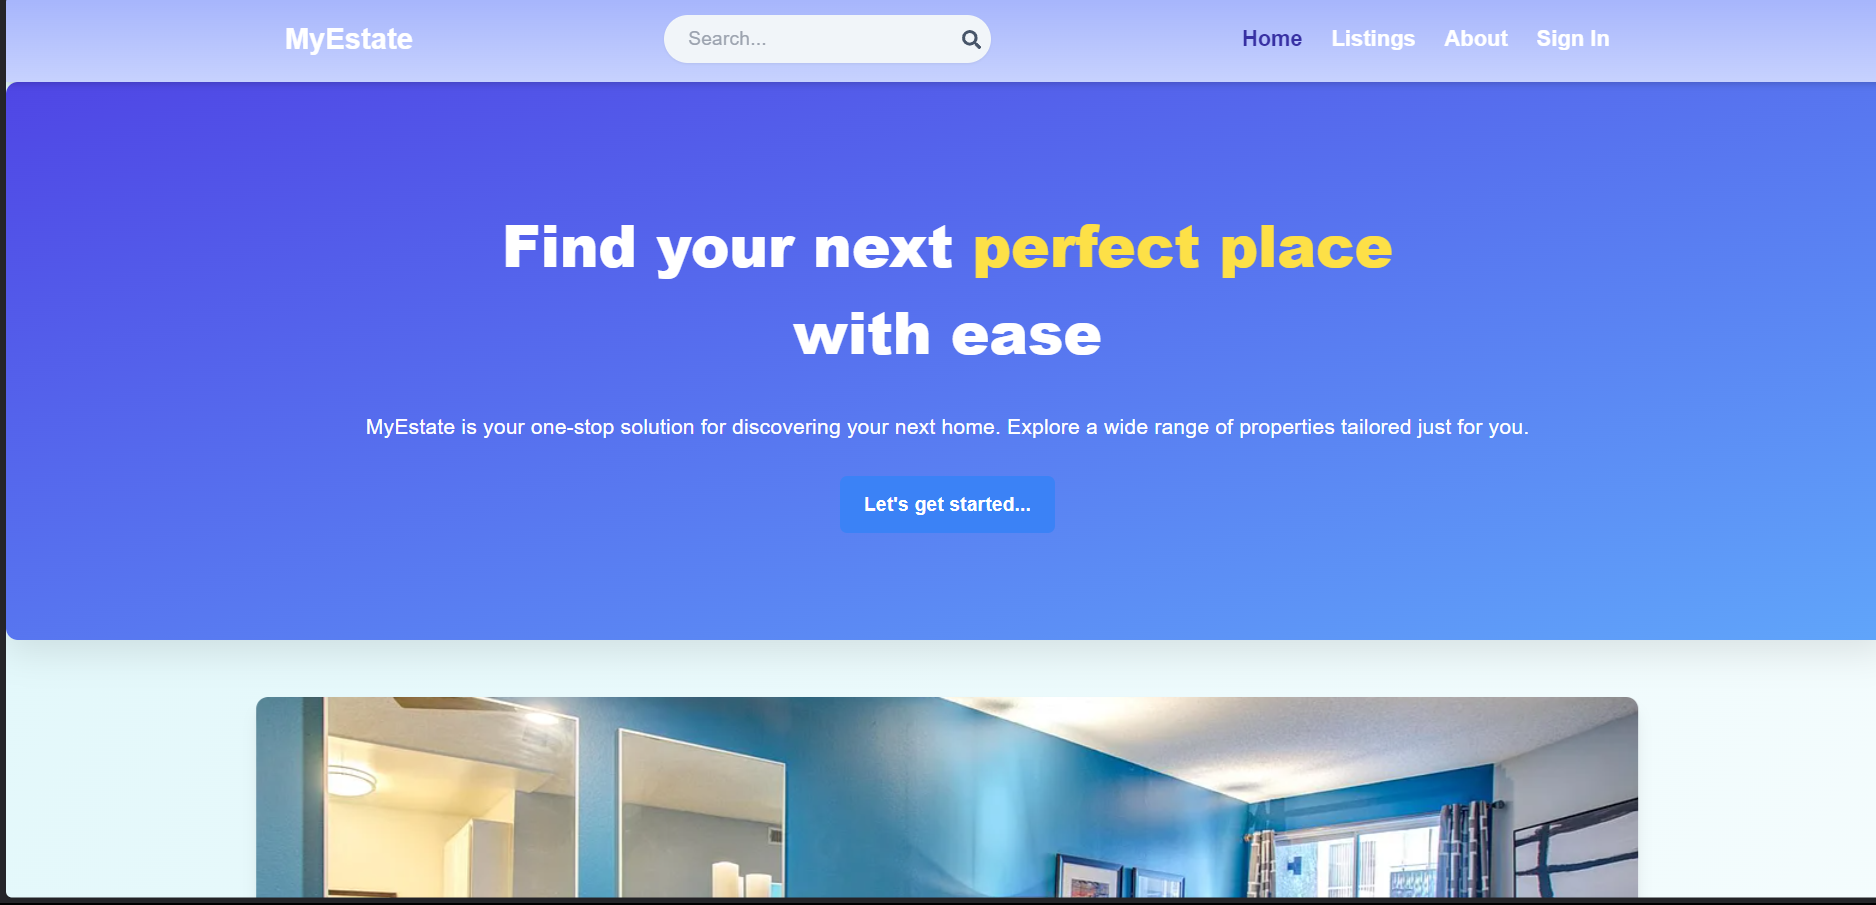 MyEstate
Search...
Home Listings About Sign In
Find your next perfect place
with ease
MyEstate is your one-stop solution for discovering your next home. Explore a wide range of properties tailored just for you.
Let's get started...